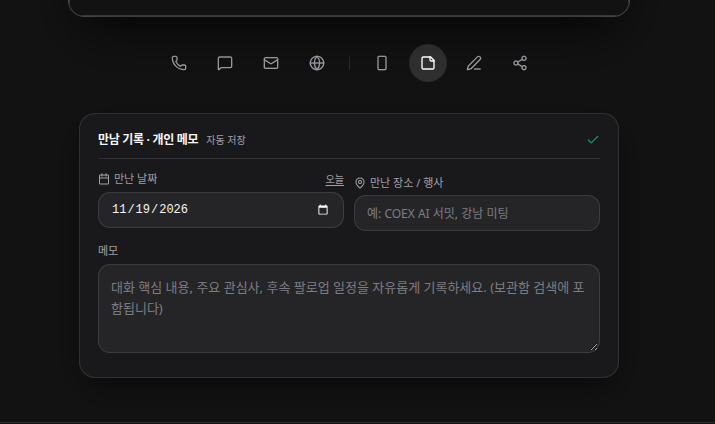 만남 기록 · 개인 메모 자동 저장
만난 날짜 오늘
만난 장소 / 행사
11/19/2026
예: COEX AI 서밋, 강남 미팅
메모
대화 핵심 내용, 주요 관심사, 후속 팔로업 일정을 자유롭게 기록하세요. (보관함 검색에 포
함됩니다)